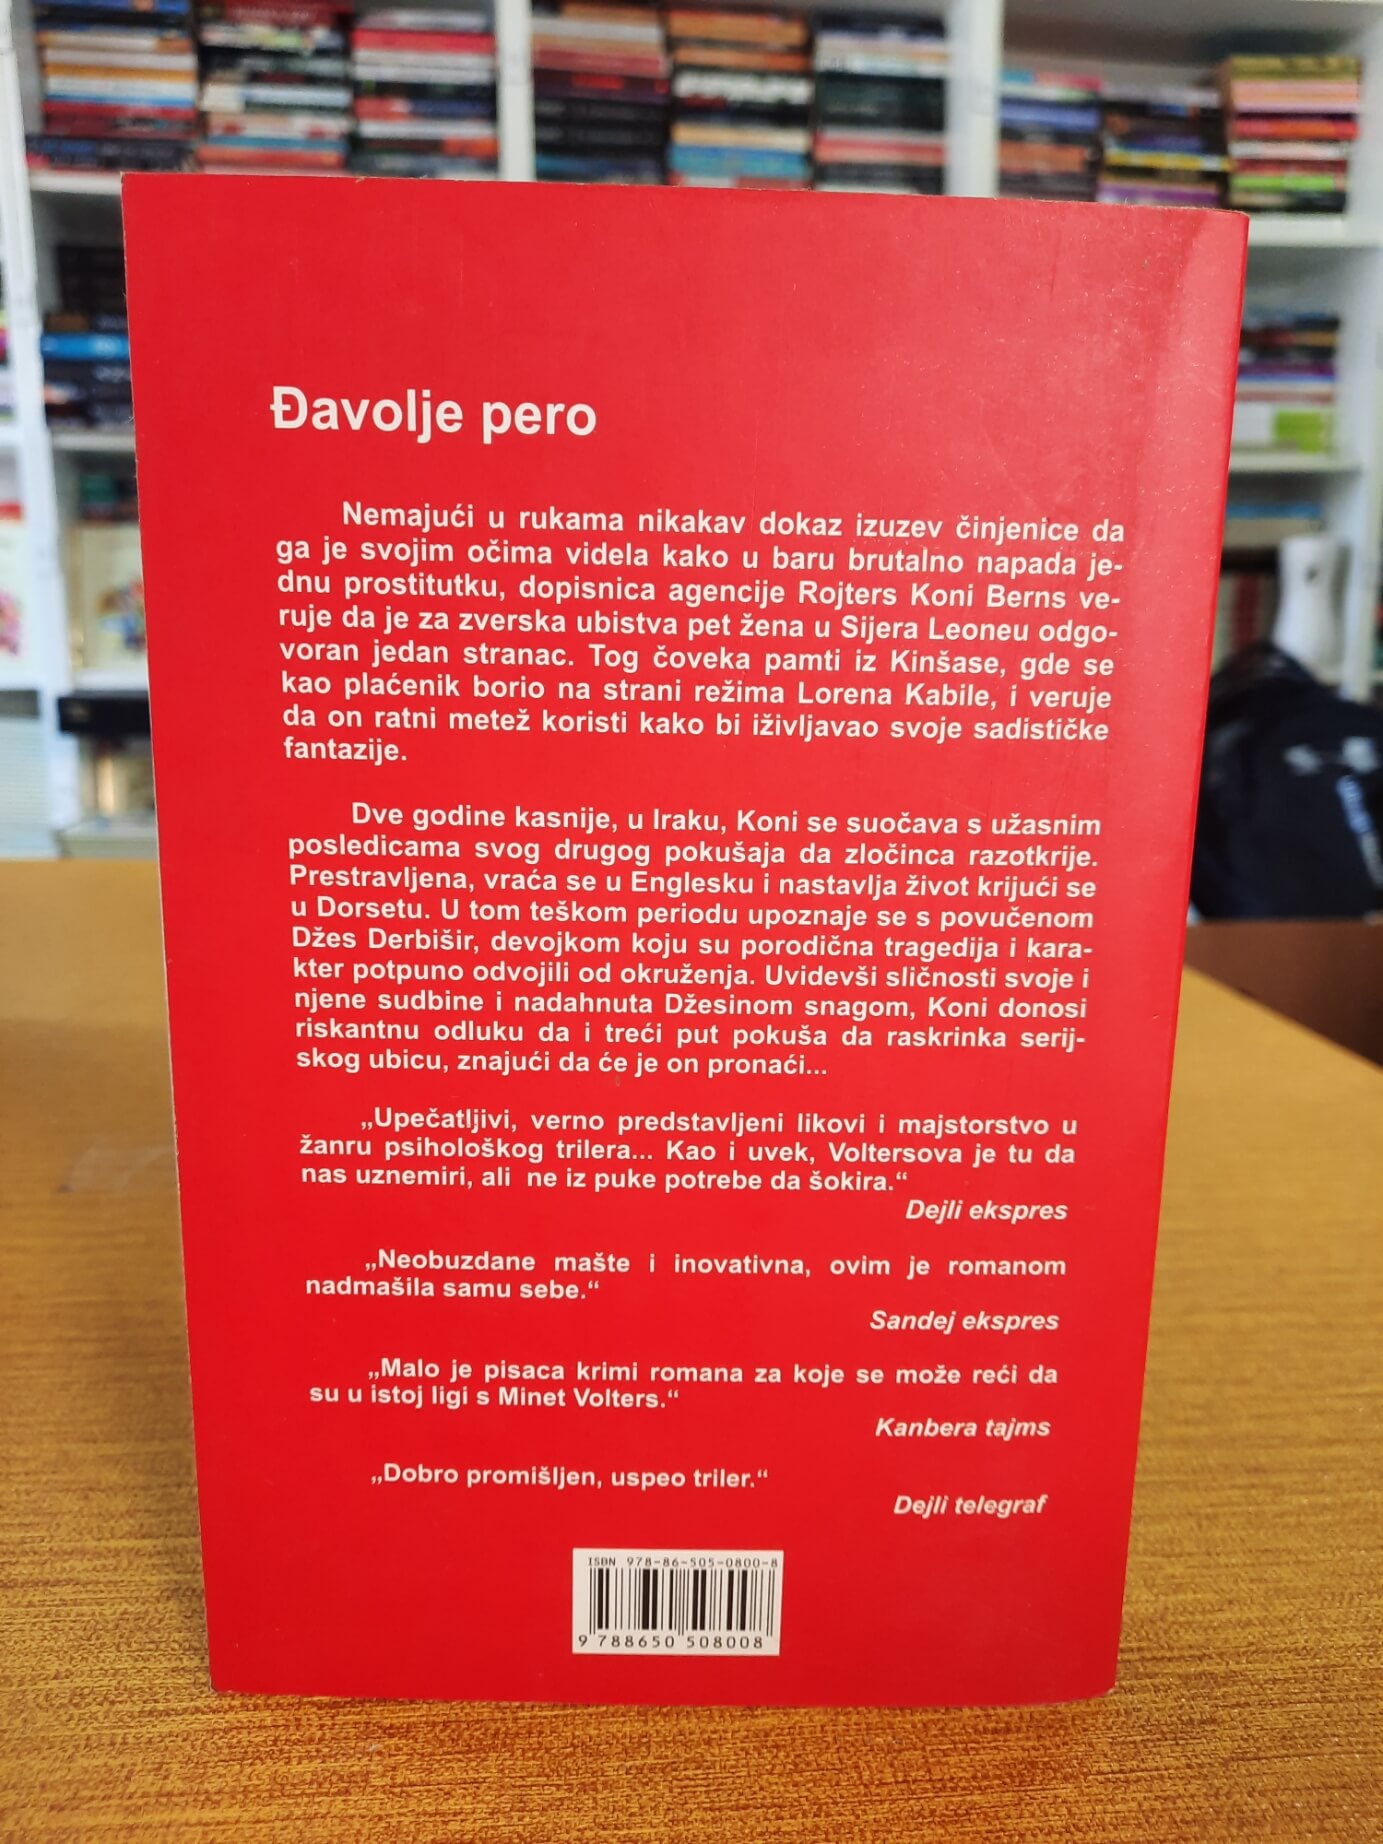 Đavolje pero
Nemajući u rukama nikakav dokaz izuzev činjenice da
ga je svojim očima videla kako u baru brutalno napada je-
dnu prostitutku, dopisnica agencije Rojters Koni Berns ve-
ruje da je za zverska ubistva pet žena u Sijera Leoneu odgo-
voran jedan stranac. Tog čoveka pamti iz Kinšase, gde se
kao plaćenik borio na strani režima Lorena Kabile, i veruje
da on ratni metež koristi kako bi iživljavao svoje sadističke
fantazije.
Dve godine kasnije, u Iraku, Koni se suočava s užasnim
posledicama svog drugog pokušaja da zločinca razotkrije.
Prestravljena, vraća se u Englesku i nastavlja život krijući se
u Dorsetu. U tom teškom periodu upoznaje se s povučenom
Džes Derbišir, devojkom koju su porodična tragedija i kara-
kter potpuno odvojili od okruženja. Uvidevši sličnosti svoje i
njene sudbine i nadahnuta Džesinom snagom, Koni donosi
riskantnu odluku da i treći put pokuša da raskrinka serij-
skog ubicu, znajući da će je on pronaći...
„Upečatljivi, verno predstavljeni likovi i majstorstvo u
žanru psihološkog trilera... Kao i uvek, Voltersova je tu da
nas uznemiri, ali ne iz puke potrebe da šokira.“
Dejli ekspres
„Neobuzdane mašte i inovativna, ovim je romanom
nadmašila samu sebe.“
Sandej ekspres
„Malo je pisaca krimi romana za koje se može reći da
su u istoj ligi s Minet Volters.“
Kanbera tajms
„Dobro promišljen, uspeo triler.“
Dejli telegraf
ISBN 978-86-505-0800-8
9 788650 508008